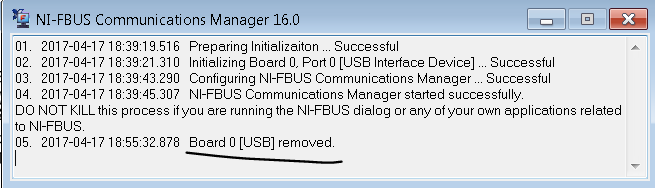 NI-FBUS Communications Manager 16.0
01. 2017-04-17 18:39:19.516 Preparing Initializaiton ... Successful
02. 2017-04-17 18:39:21.310 Initializing Board 0, Port 0 [USB Interface Device] ... Successful
03. 2017-04-17 18:39:43.290 Configuring NI-FBUS Communications Manager ... Successful
04. 2017-04-17 18:39:45.307 NI-FBUS Communications Manager started successfully.
DO NOT KILL this process if you are running the NI-FBUS dialog or any of your own applications related
to NI-FBUS.
05. 2017-04-17 18:55:32.878 Board 0 [USB] removed.